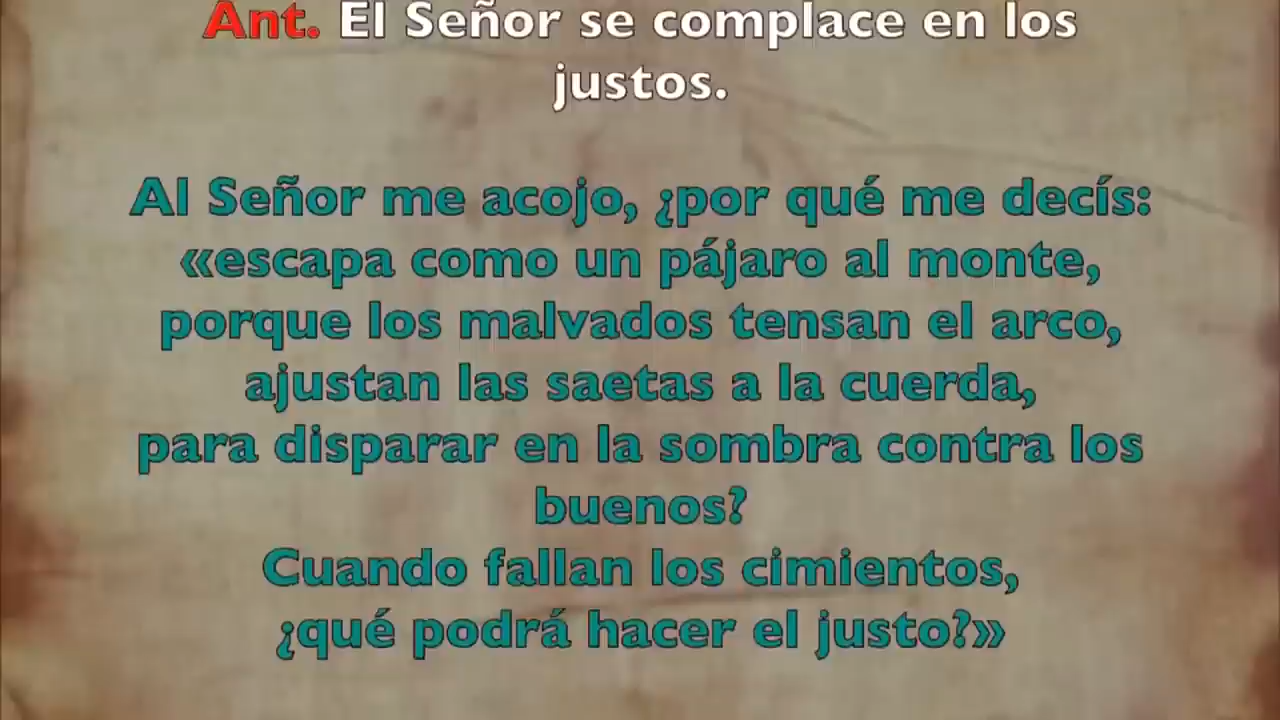 Ant. El Señor se complace en los
justos.
Al Señor me acojo, ¿por qué me decís:
«escapa como un pájaro al monte,
porque los malvados tensan el arco,
ajustan las saetas a la cuerda,
para disparar en la sombra contra los
buenos?
Cuando fallan los cimientos,
¿qué podrá hacer el justo?»